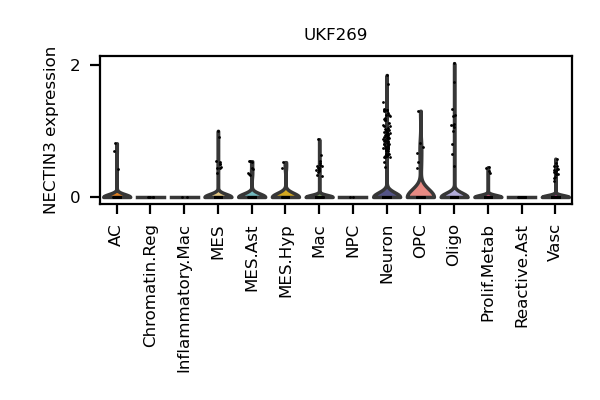 UKF269
NECTIN3 expression
2
0
AC
Chromatin.Reg
Inflammatory.Mac
MES
MES.Ast
MES.Hyp
Mac
NPC
Neuron
OPC
Oligo
Prolif.Metab
Reactive.Ast
Vasc